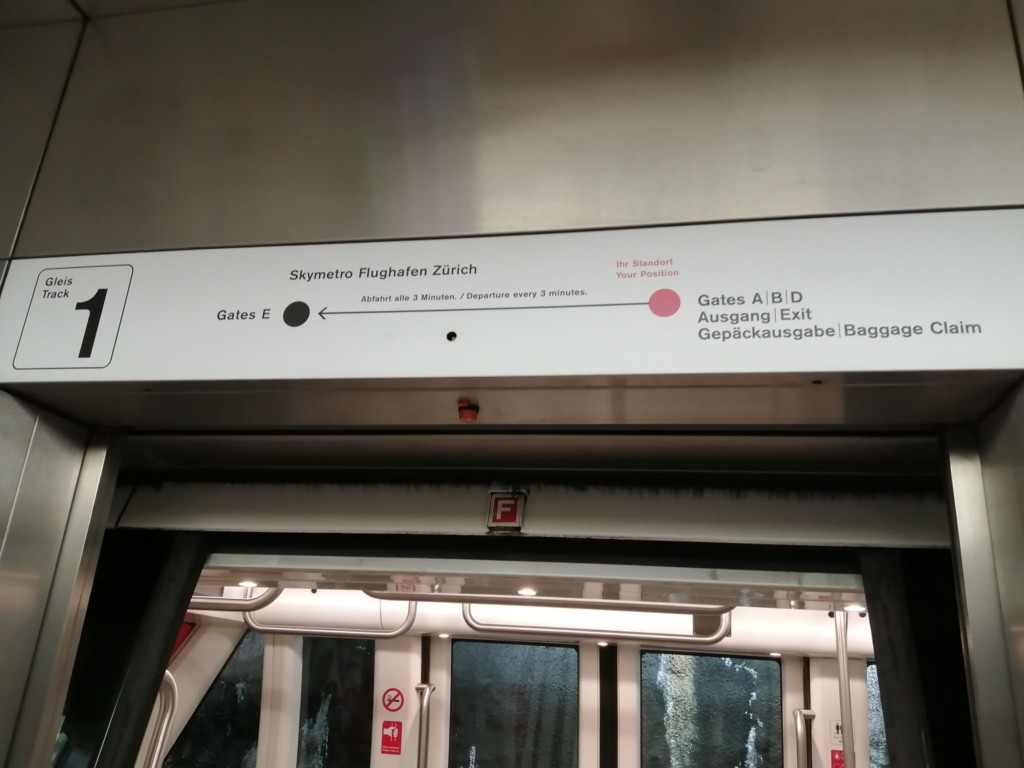 Gleis
Track
1
Skymetro Flughafen Zürich
Gates E
Abfahrt alle 3 Minuten. / Departure every 3 minutes.
Ihr Standort
Your Position
Gates A|B|D
Ausgang|Exit
Gepäckausgabe|Baggage Claim
F